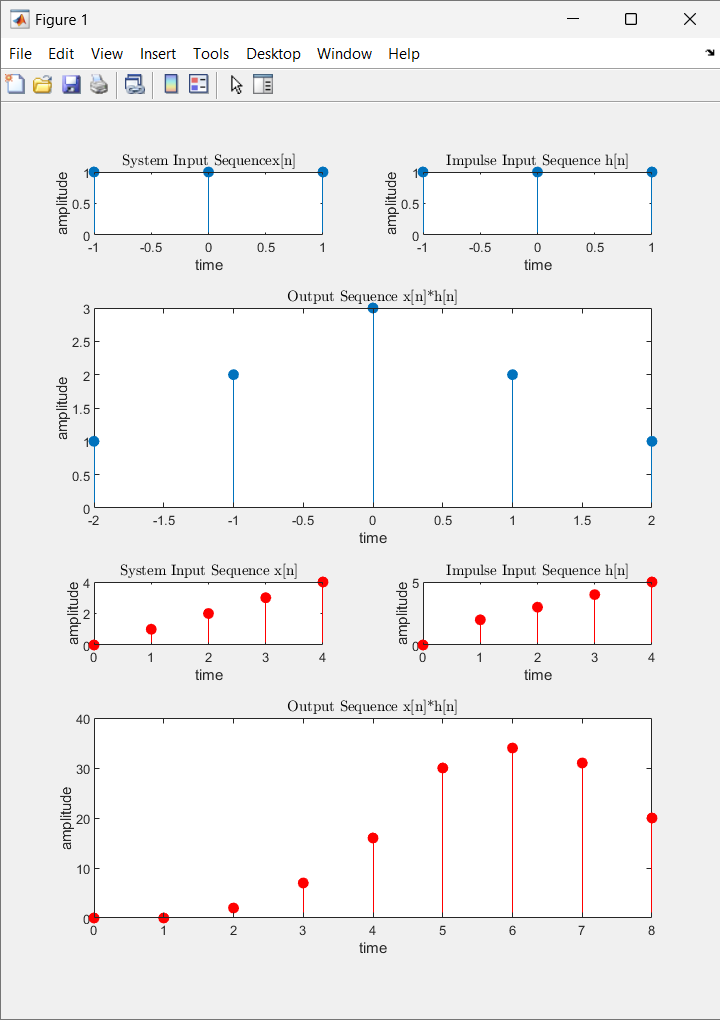 Figure 1
File Edit View Insert Tools Desktop Window Help
System Input Sequencex[n]
1
0.5
0
amplitude
-1 -0.5 0 0.5 1
time
Impulse Input Sequence h[n]
1
0.5
0
amplitude
-1 -0.5 0 0.5 1
time
Output Sequence x[n]*h[n]
3
2.5
2
1.5
1
0.5
0
amplitude
-2 -1.5 -1 -0.5 0 0.5 1 1.5 2
time
System Input Sequence x[n]
4
2
0
amplitude
0 1 2 3 4
time
Impulse Input Sequence h[n]
5
0
amplitude
0 1 2 3 4
time
Output Sequence x[n]*h[n]
40
30
20
10
0
amplitude
0 1 2 3 4 5 6 7 8
time